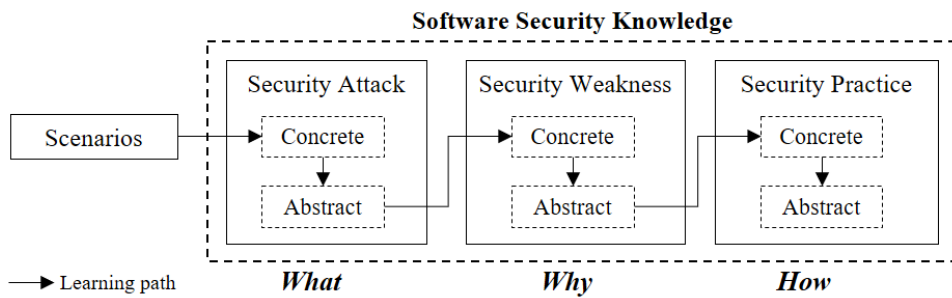 Software Security Knowledge
Security Attack
Security Weakness
Security Practice
Scenarios
Concrete
Concrete
Concrete
Abstract
Abstract
Abstract
Learning path
What
Why
How